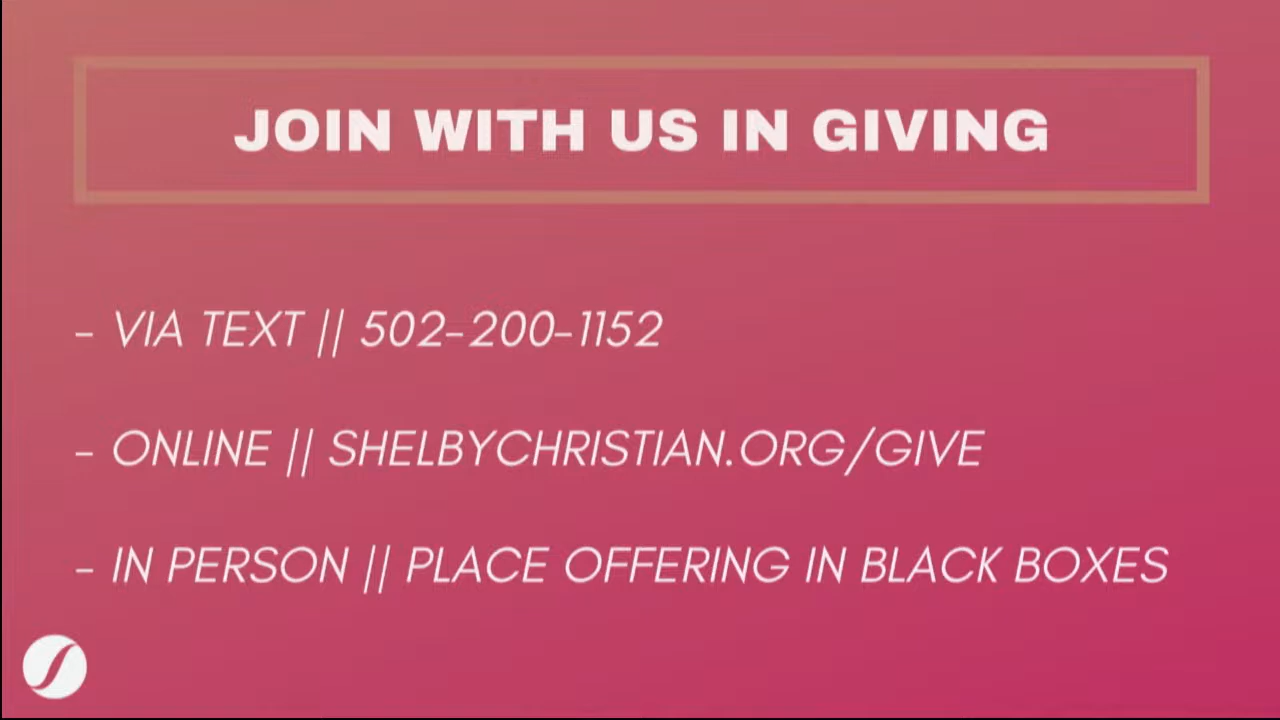 JOIN WITH US IN GIVING
- VIA TEXT || 502-200-1152
- ONLINE || SHELBYCHRISTIAN.ORG/GIVE
- IN PERSON || PLACE OFFERING IN BLACK BOXES